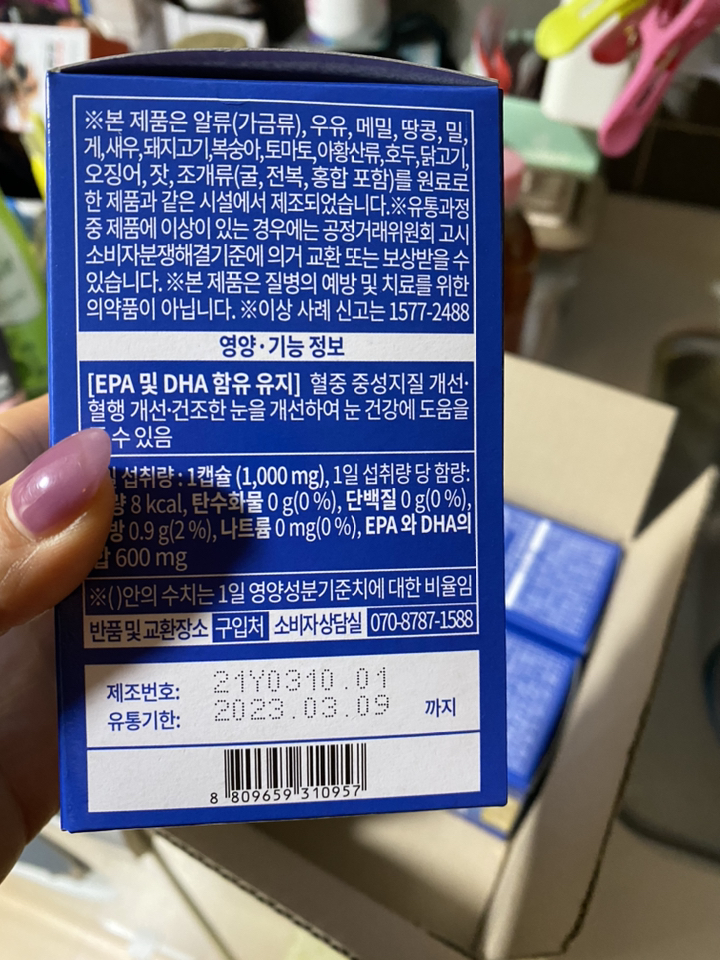 ※본 제품은 알류(가금류), 우유, 메밀, 땅콩, 밀,
게,새우,돼지고기,복숭아,토마토,아황산류,호두,닭고기,
오징어, 잣, 조개류(굴, 전복, 홍합 포함)를 원료로
한 제품과 같은 시설에서 제조되었습니다.※유통과정
중 제품에 이상이 있는 경우에는 공정거래위원회 고시
소비자분쟁해결기준에 의거 교환 또는 보상받을 수
있습니다. ※본 제품은 질병의 예방 및 치료를 위한
의약품이 아닙니다. ※이상 사례 신고는 1577-2488
영양·기능 정보
[EPA 및 DHA 함유 유지] 혈중 중성지질 개선·
혈행 개선·건조한 눈을 개선하여 눈 건강에 도움을
수 있음
섭취량 : 1캡슐 (1,000 mg), 1일 섭취량 당 함량:
8 kcal, 탄수화물 0 g(0 %), 단백질 0 g(0 %),
0.9 g(2 %), 나트륨 0 mg(0 %), EPA 와 DHA의
합 600 mg
※( )안의 수치는 1일 영양성분기준치에 대한 비율임
반품 및 교환장소 구입처 소비자상담실 070-8787-1588
제조번호: 21Y0310.01
유통기한: 2023.03.09 까지
8 809659 310957